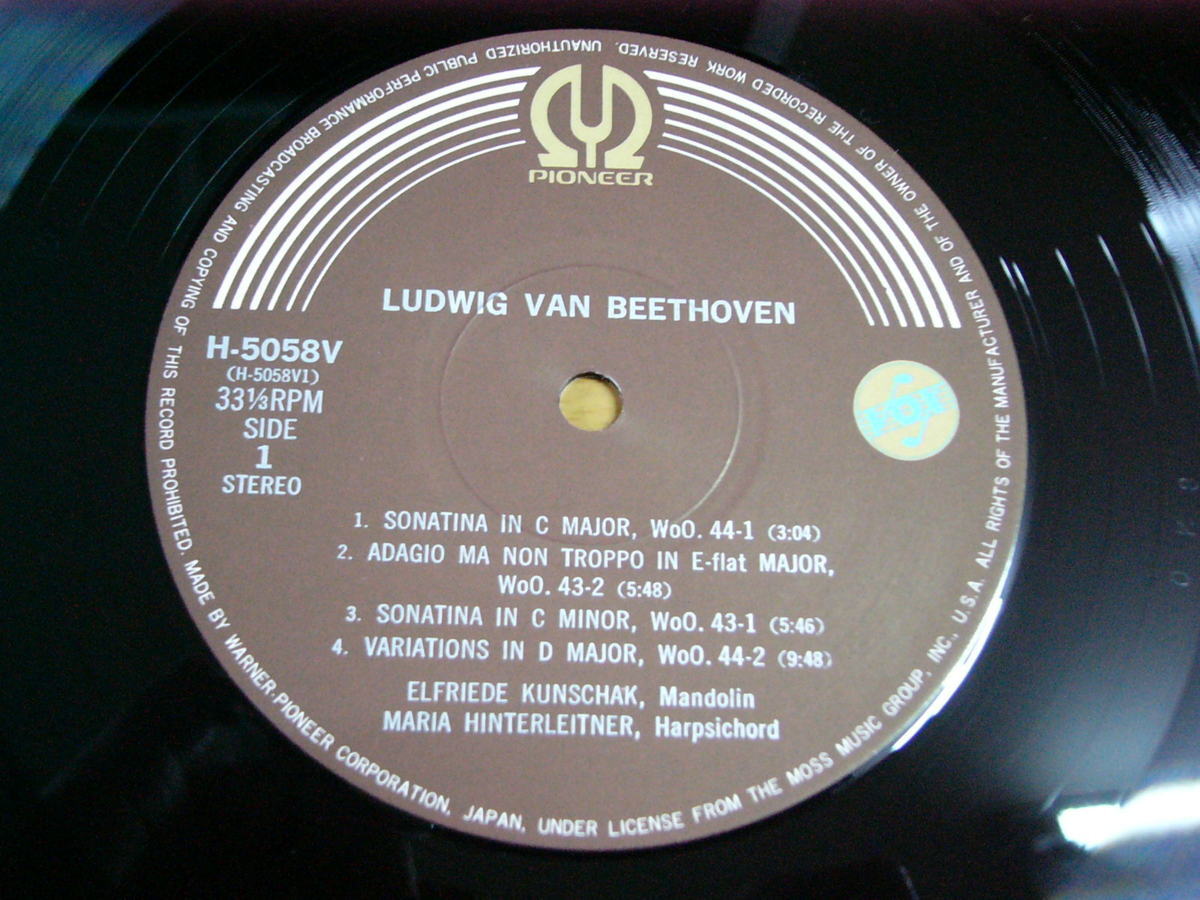 PIONEER
LUDWIG VAN BEETHOVEN
H-5058V
(H-5058V1)
33⅓RPM
SIDE
1
STEREO
VOX
1. SONATINA IN C MAJOR, WoO. 44-1 (3:04)
2. ADAGIO MA NON TROPPO IN E-flat MAJOR,
WoO. 43-2 (5:48)
3. SONATINA IN C MINOR, WoO. 43-1 (5:46)
4. VARIATIONS IN D MAJOR, WoO. 44-2 (9:48)
ELFRIEDE KUNSCHAK, Mandolin
MARIA HINTERLEITNER, Harpsichord
MADE BY WARNER-PIONEER CORPORATION, JAPAN, UNDER LICENSE FROM THE MOSS MUSIC GROUP, INC., U.S.A. ALL RIGHTS OF THE MANUFACTURER AND OF THE OWNER OF THE RECORDED WORK RESERVED. UNAUTHORIZED PUBLIC PERFORMANCE BROADCASTING AND COPYING OF THIS RECORD PROHIBITED.